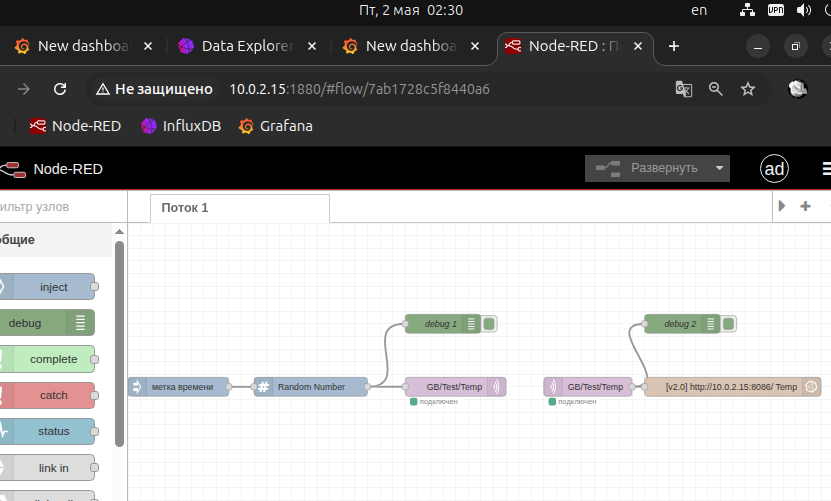 Пт, 2 мая 02:30
en
VPN
New dashboa
Data Explorer
New dashboa
Node-RED : П
Не защищено
10.0.2.15:1880/#flow/7ab1728c5f8440a6
Node-RED
InfluxDB
Grafana
Node-RED
Развернуть
ad
ильтр узлов
Поток 1
общие
inject
debug
complete
catch
status
link in
debug 1
debug 2
метка времени
Random Number
GB/Test/Temp
GB/Test/Temp
[v2.0] http://10.0.2.15:8086/ Temp
подключен
подключен